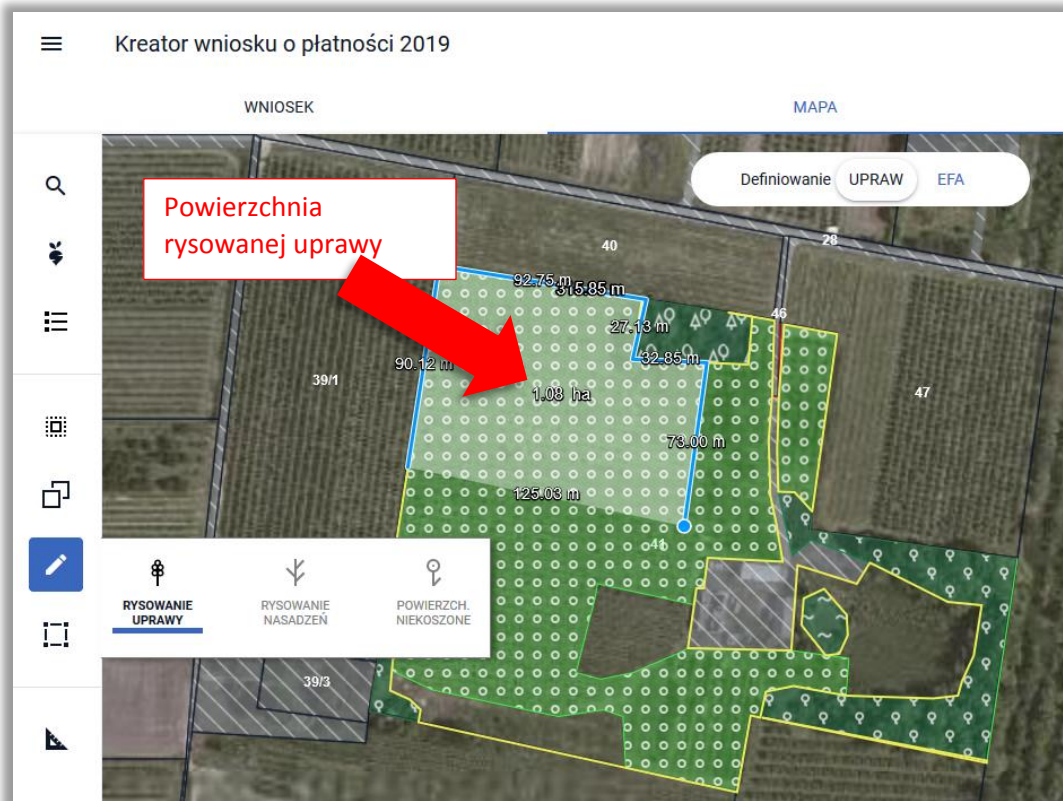 Kreator wniosku o płatności 2019
WNIOSEK
MAPA
Definiowanie UPRAW EFA
Powierzchnia
rysowanej uprawy
40
28
92.75 m
315.85 m
46
27.13 m
32.85 m
90.12 m
39/1
1.08 ha
47
73.00 m
125.03 m
41
RYSOWANIE
UPRAWY
RYSOWANIE
NASADZEŃ
POWIERZCH.
NIEKOSZONE
39/3